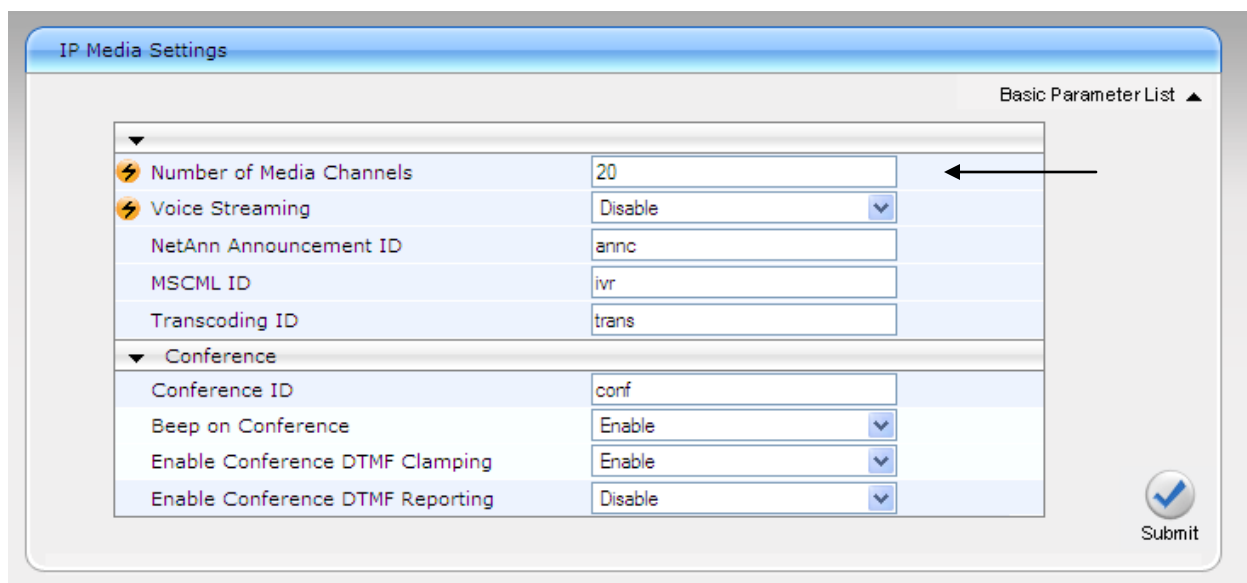 IP Media Settings
Basic Parameter List
Number of Media Channels 20
Voice Streaming Disable
NetAnn Announcement ID annc
MSCML ID ivr
Transcoding ID trans
Conference
Conference ID conf
Beep on Conference Enable
Enable Conference DTMF Clamping Enable
Enable Conference DTMF Reporting Disable
Submit